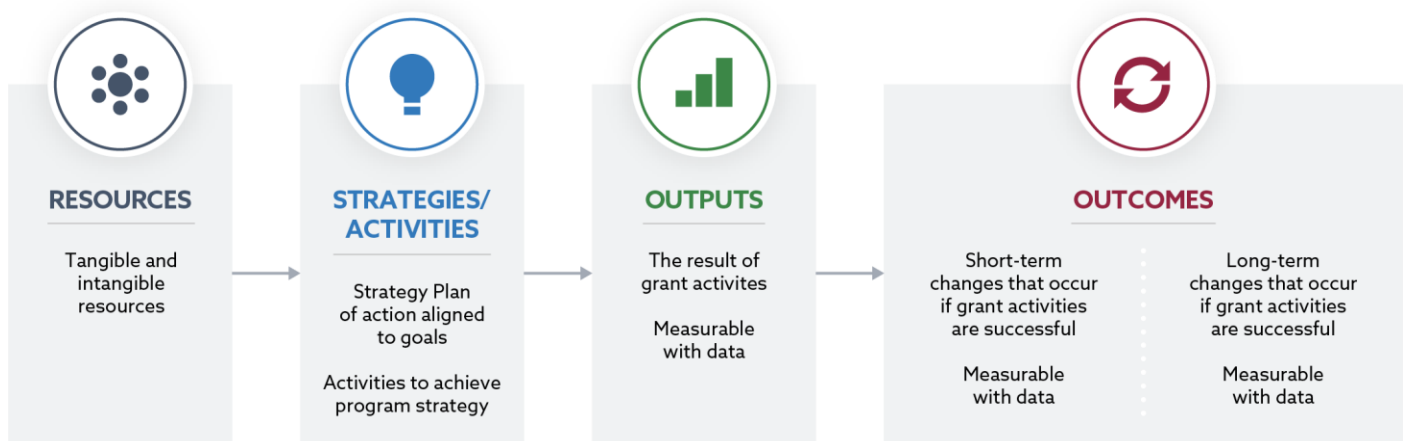 RESOURCES
Tangible and
intangible
resources
STRATEGIES/
ACTIVITIES
Strategy Plan
of action aligned
to goals
Activities to achieve
program strategy
OUTPUTS
The result of
grant activites
Measurable
with data
OUTCOMES
Short-term
changes that occur
if grant activities
are successful
Measurable
with data
Long-term
changes that occur
if grant activities
are successful
Measurable
with data